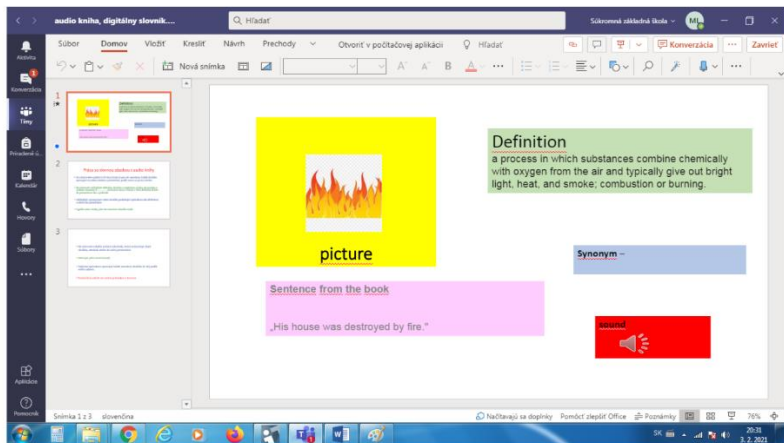 audio kniha, digitálny slovník....
Hľadať
Súkromná základná škola
ML
Súbor Domov Vložiť Kresliť Návrh Prechody Otvoriť v počítačovej aplikácii Hľadať Konverzácia Zavrieť
Nová snímka
Aktivita
Konverzácia
Tímy
Kalendár
Hovory
Súbory
Aplikácie
Pomocník
1
2
3
picture
Definition
a process in which substances combine chemically
with oxygen from the air and typically give out bright
light, heat, and smoke; combustion or burning.
Synonym –
Sentence from the book
„His house was destroyed by fire."
sound
Snímka 1 z 3 slovenčina Načítavajú sa doplnky Pomôcť zlepšiť Office Poznámky 76%
SK 20:31
3. 2. 2021